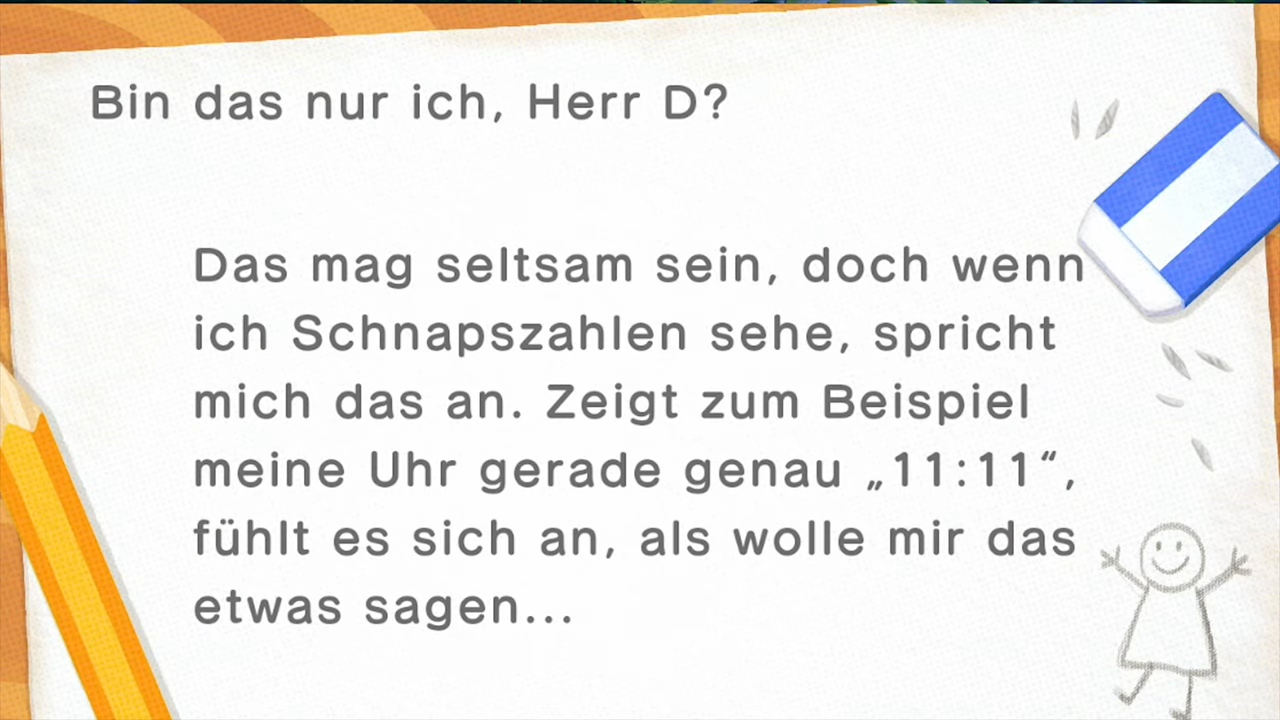 Bin das nur ich, Herr D?
Das mag seltsam sein, doch wenn
ich Schnapszahlen sehe, spricht
mich das an. Zeigt zum Beispiel
meine Uhr gerade genau „11:11“,
fühlt es sich an, als wolle mir das
etwas sagen...